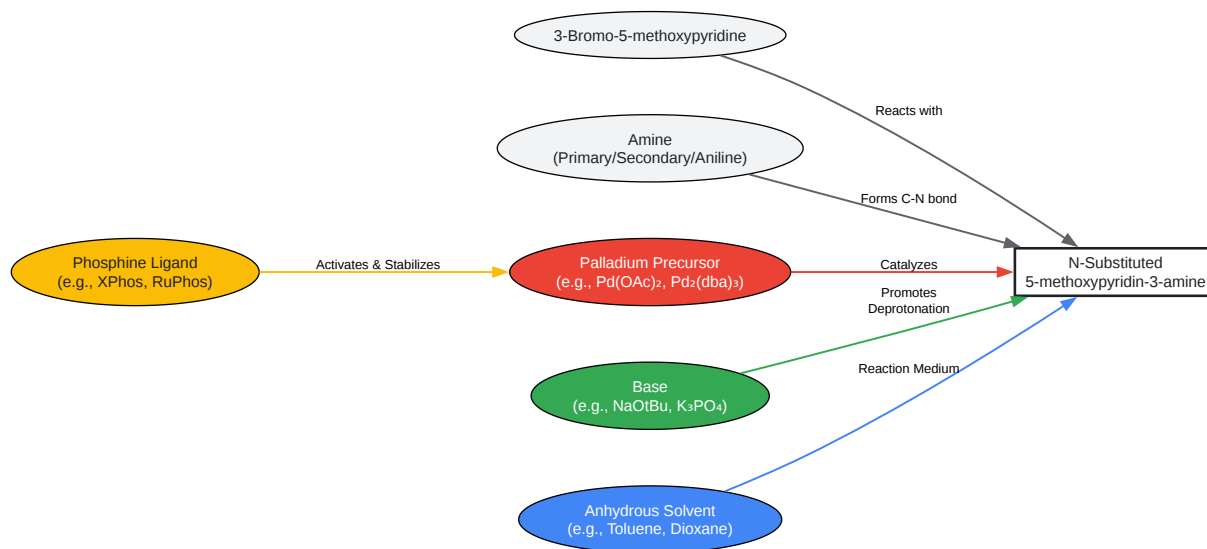 3-Bromo-5-methoxypyridine
Reacts with
Amine
(Primary/Secondary/Aniline)
Forms C-N bond
Phosphine Ligand
(e.g., XPhos, RuPhos)
Activates & Stabilizes
Palladium Precursor
(e.g., Pd(OAc)₂, Pd₂(dba)₃)
Catalyzes
N-Substituted
5-methoxypyridin-3-amine
Promotes
Deprotonation
Base
(e.g., NaOtBu, K₃PO₄)
Reaction Medium
Anhydrous Solvent
(e.g., Toluene, Dioxane)